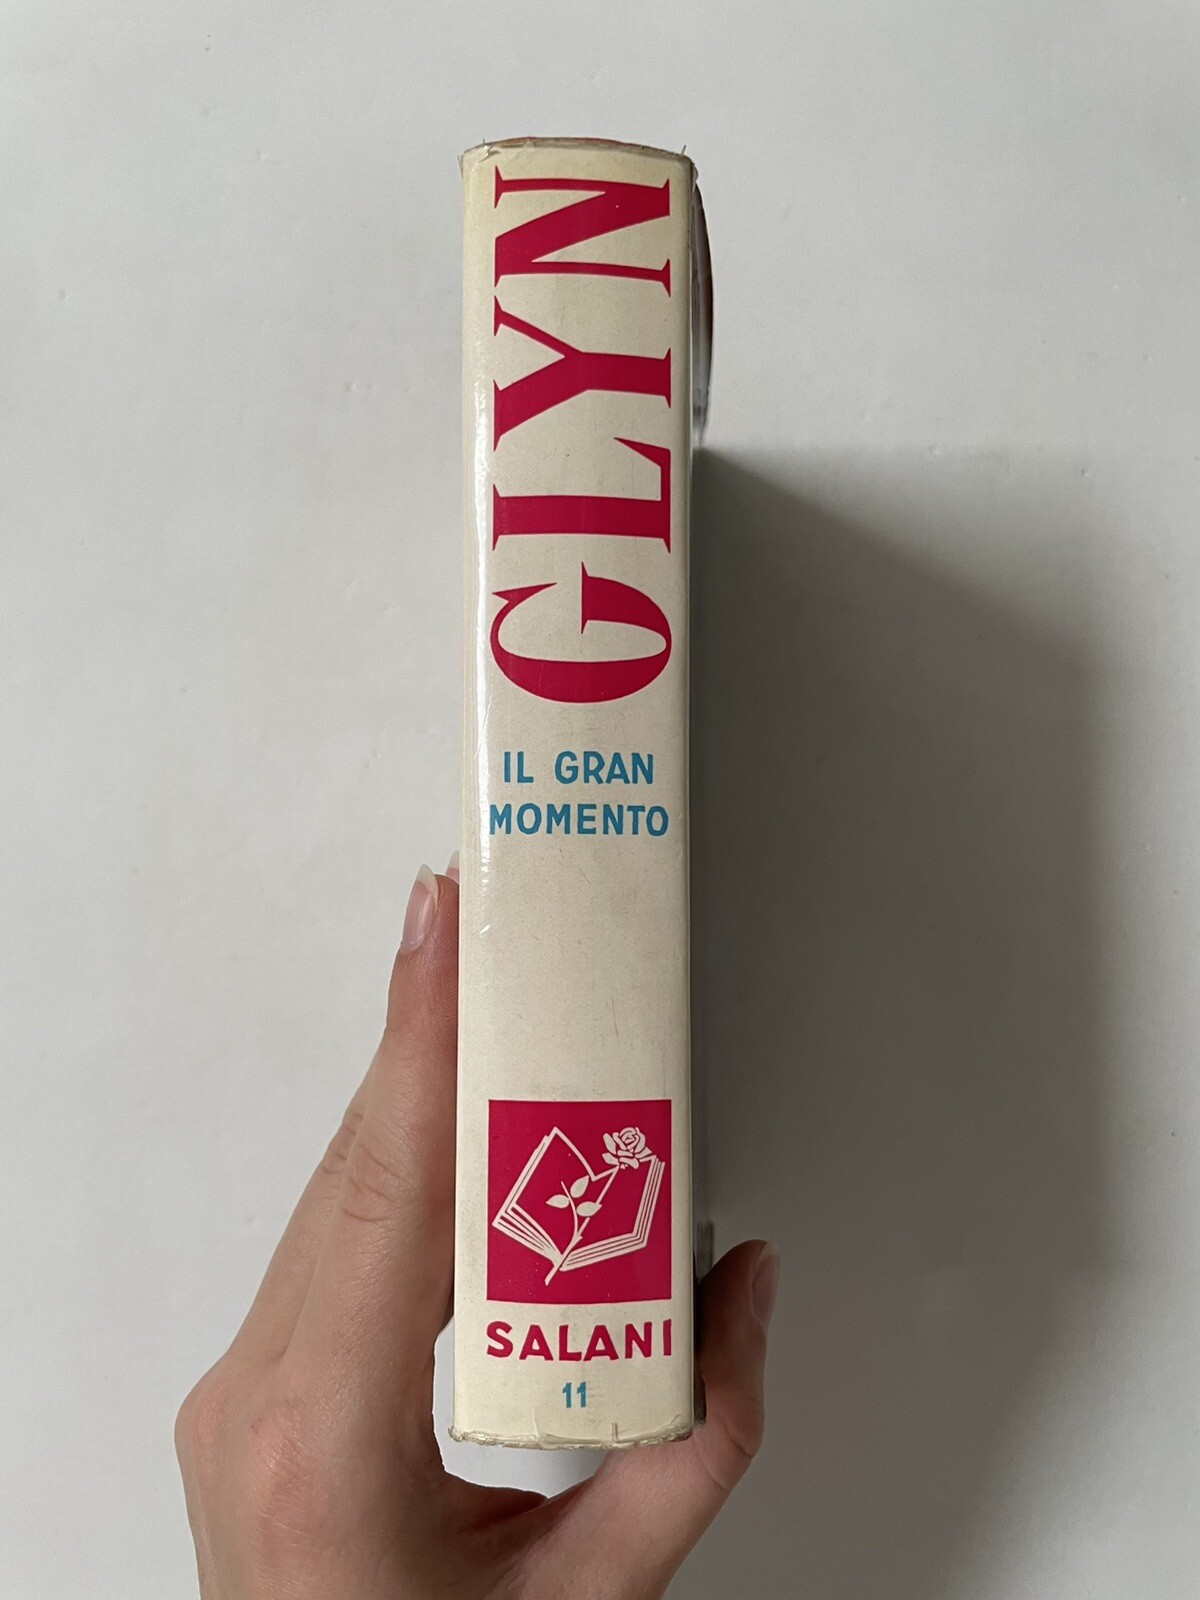 GLYN
IL GRAN
MOMENTO
SALANI
11